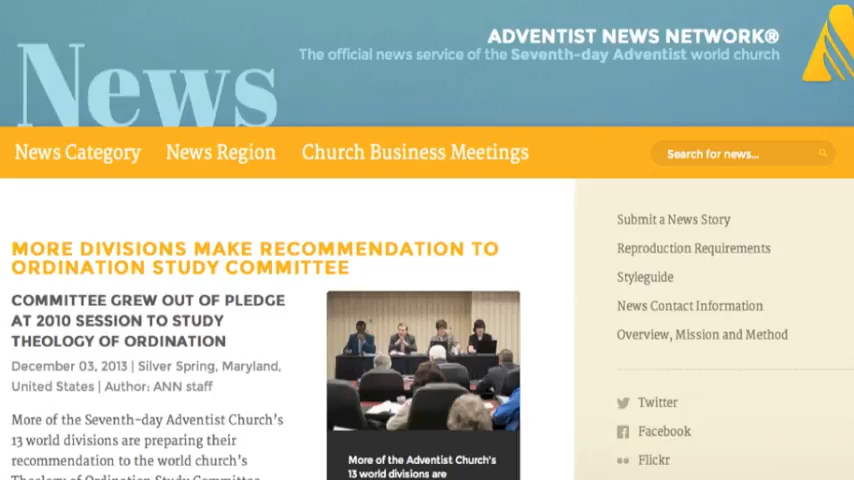 ADVENTIST NEWS NETWORK®
The official news service of the Seventh-day Adventist world church
News
News Category
News Region
Church Business Meetings
Search for news...
MORE DIVISIONS MAKE RECOMMENDATION TO
ORDINATION STUDY COMMITTEE
COMMITTEE GREW OUT OF PLEDGE
AT 2010 SESSION TO STUDY
THEOLOGY OF ORDINATION
December 03, 2013 | Silver Spring, Maryland,
United States | Author: ANN staff
More of the Seventh-day Adventist Church's
13 world divisions are preparing their
recommendation to the world church's
Theology of Ordination Study Committee
More of the Adventist Church's
13 world divisions are
Submit a News Story
Reproduction Requirements
Styleguide
News Contact Information
Overview, Mission and Method
Twitter
Facebook
Flickr